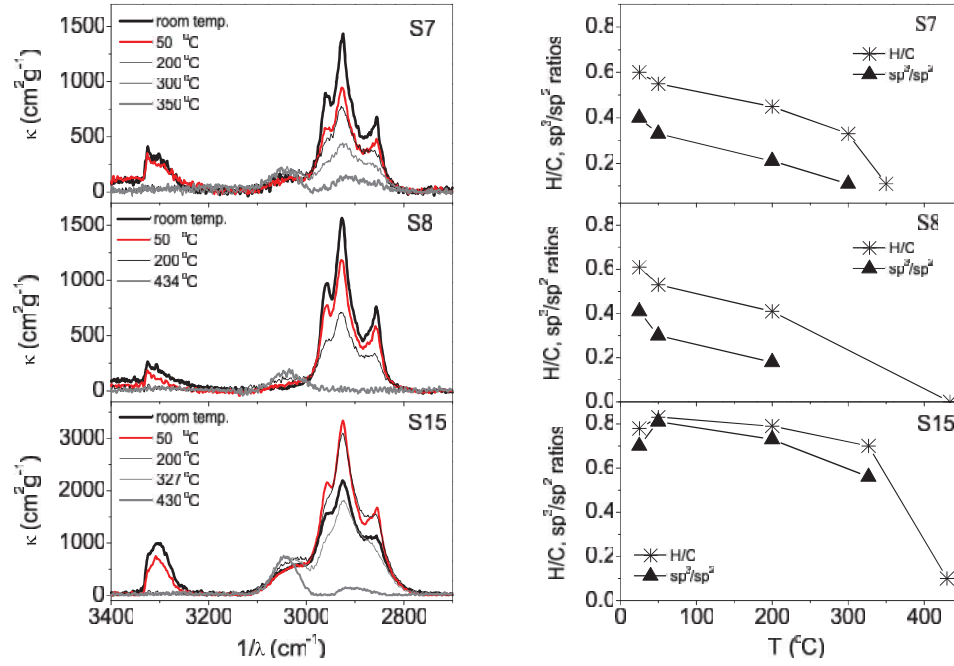 1500
1000
500
0
κ (cm²g⁻¹)
room temp.
50 °C
200 °C
300 °C
350 °C
S7
1500
1000
500
0
κ (cm²g⁻¹)
room temp.
50 °C
200 °C
434 °C
S8
3000
2000
1000
0
κ (cm²g⁻¹)
room temp.
50 °C
200 °C
327 °C
430 °C
S15
3400 3200 3000 2800
1/λ (cm⁻¹)
0.8
0.6
0.4
0.2
H/C, sp³/sp² ratios
S7
H/C
sp³/sp²
0.8
0.6
0.4
0.2
0.0
H/C, sp³/sp² ratios
S8
H/C
sp³/sp²
0.8
0.6
0.4
0.2
0.0
H/C, sp³/sp² ratios
S15
H/C
sp³/sp²
0 100 200 300 400
T (°C)